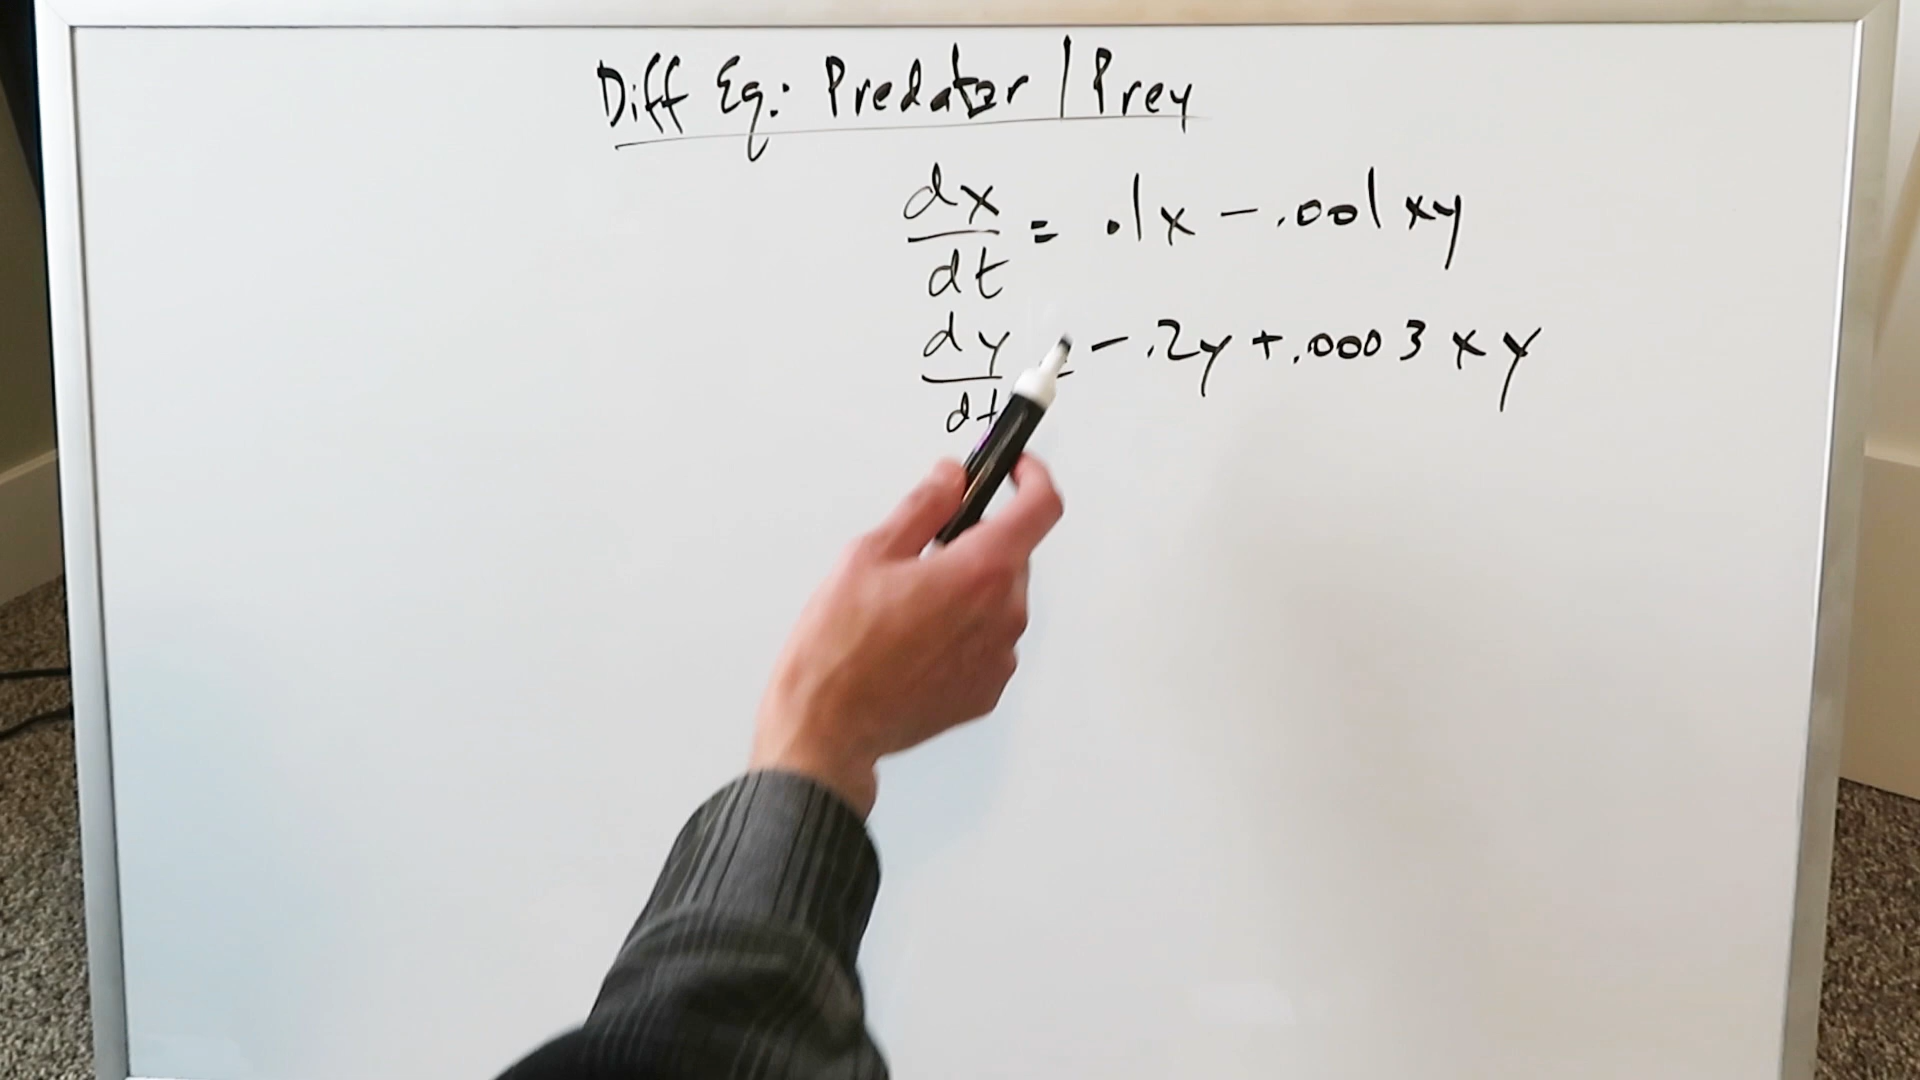 Diff Eq.: Predator / Prey
dx/dt = .1x - .001xy
dy/dt = -.2y + .0003xy